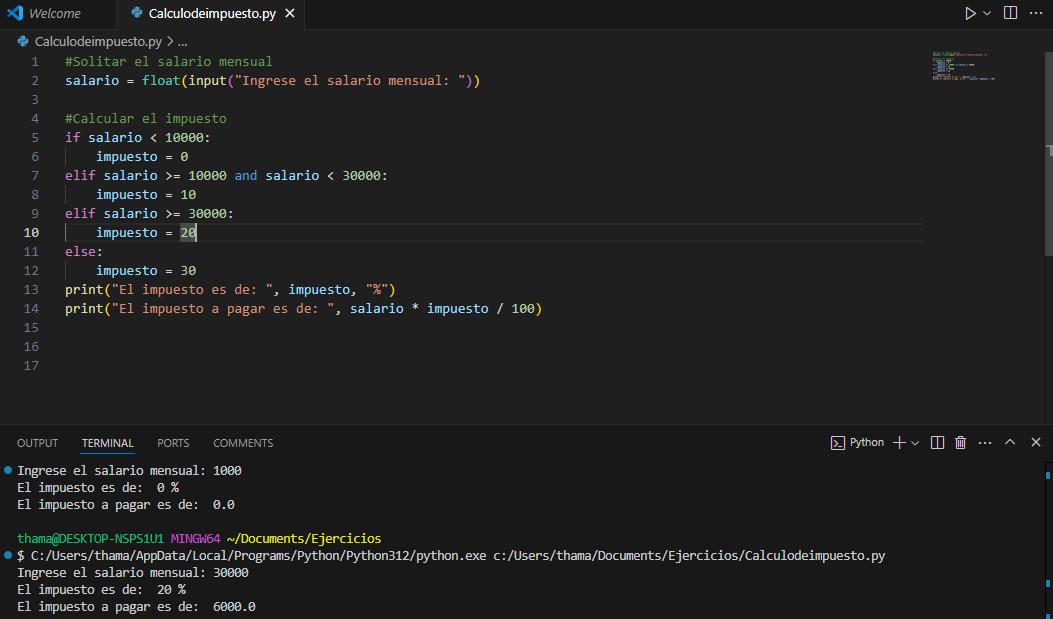 Welcome
Calculodeimpuesto.py
Calculodeimpuesto.py > ...
1 #Solitar el salario mensual
2 salario = float(input("Ingrese el salario mensual: "))
3
4 #Calcular el impuesto
5 if salario < 10000:
6 impuesto = 0
7 elif salario >= 10000 and salario < 30000:
8 impuesto = 10
9 elif salario >= 30000:
10 impuesto = 20
11 else:
12 impuesto = 30
13 print("El impuesto es de: ", impuesto, "%")
14 print("El impuesto a pagar es de: ", salario * impuesto / 100)
15
16
17
OUTPUT TERMINAL PORTS COMMENTS Python
Ingrese el salario mensual: 1000
El impuesto es de:  0 %
El impuesto a pagar es de:  0.0
thama@DESKTOP-NSPS1U1 MINGW64 ~/Documents/Ejercicios
$ C:/Users/thama/AppData/Local/Programs/Python/Python312/python.exe c:/Users/thama/Documents/Ejercicios/Calculodeimpuesto.py
Ingrese el salario mensual: 30000
El impuesto es de:  20 %
El impuesto a pagar es de:  6000.0